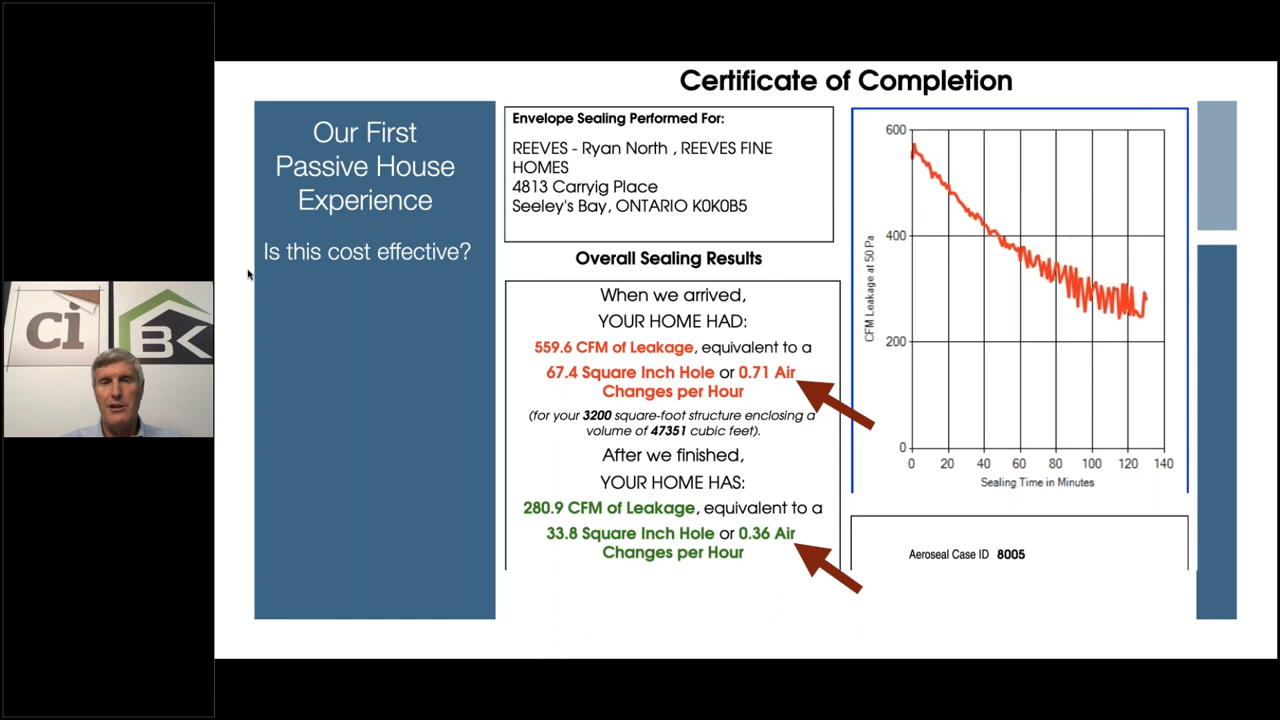 Certificate of Completion
Our First
Passive House
Experience
Is this cost effective?
ci
BK
Envelope Sealing Performed For:
REEVES - Ryan North , REEVES FINE
HOMES
4813 Carryig Place
Seeley's Bay, ONTARIO K0K0B5
Overall Sealing Results
When we arrived,
YOUR HOME HAD:
559.6 CFM of Leakage, equivalent to a
67.4 Square Inch Hole or 0.71 Air
Changes per Hour
(for your 3200 square-foot structure enclosing a
volume of 47351 cubic feet).
After we finished,
YOUR HOME HAS:
280.9 CFM of Leakage, equivalent to a
33.8 Square Inch Hole or 0.36 Air
Changes per Hour
CFM Leakage at 50 Pa
600
400
200
0
0 20 40 60 80 100 120 140
Sealing Time in Minutes
Aeroseal Case ID 8005